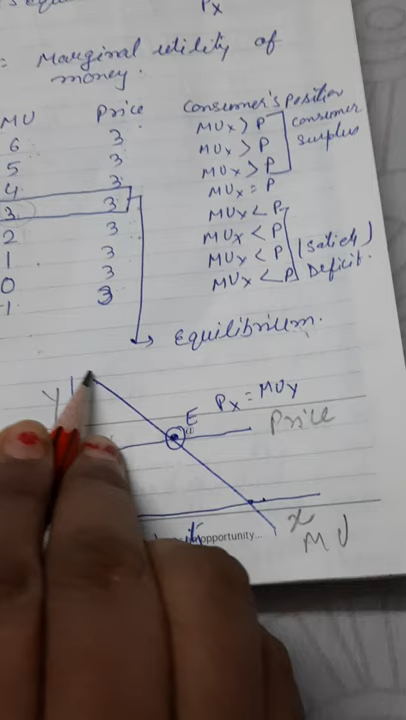 Px
= Marginal utility of
money.
MU Price Consumer's Position
6 3 MUx > P consumer
5 3 MUx > P surplus
4 3 MUx > P
3 3 MUx = P
2 3 MUx < P
1 3 MUx < P (Satich)
0 3 MUx < P Deficit.
1 3 MUx < P
Equilibrium.
Y E Px = MUy
Price
x
opportunity...
MU